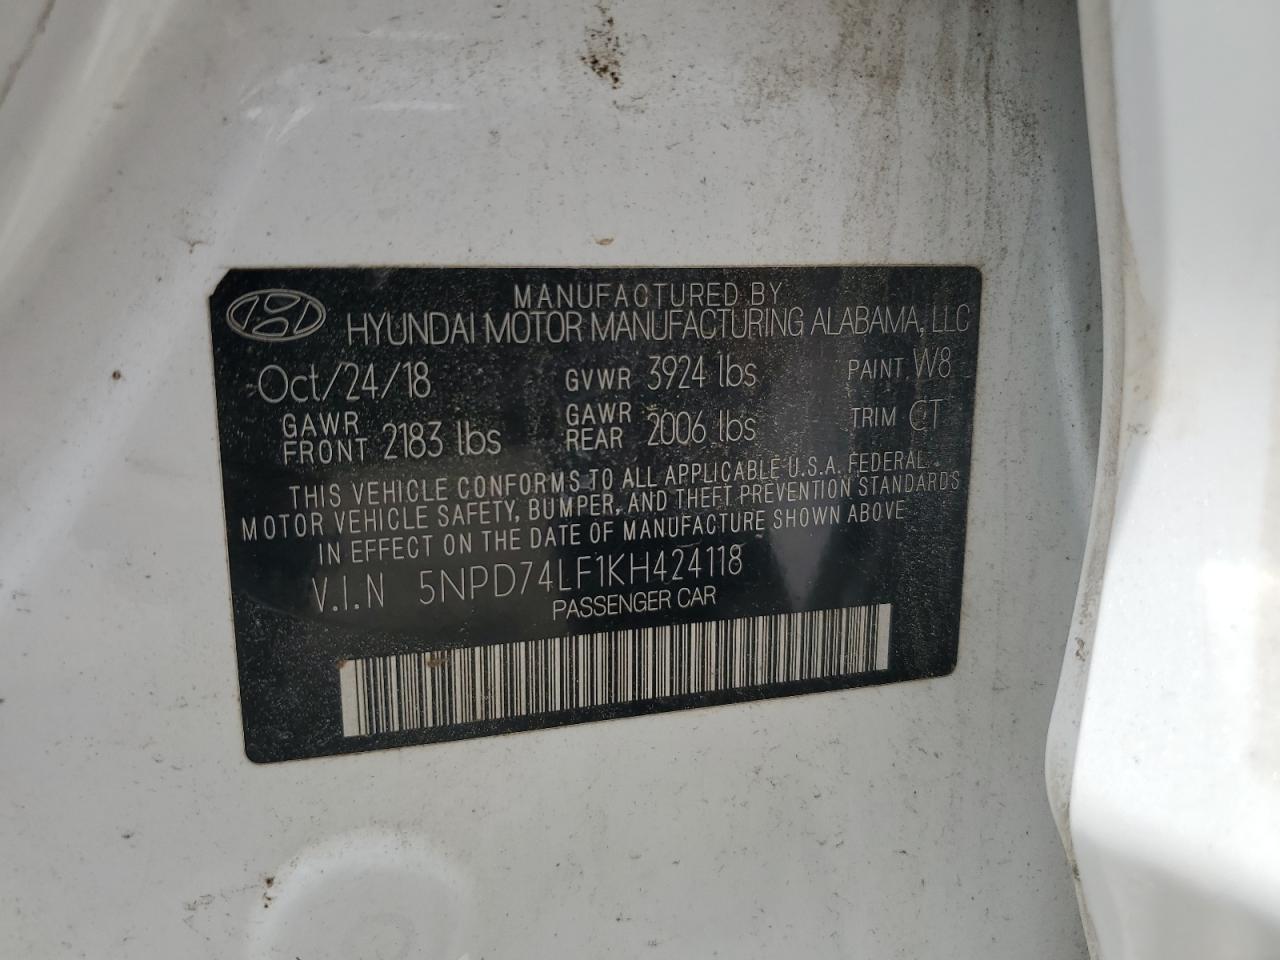 MANUFACTURED BY
HYUNDAI MOTOR MANUFACTURING ALABAMA, LLC
Oct/24/18 GVWR 3924 lbs PAINT W8
GAWR FRONT 2183 lbs GAWR REAR 2006 lbs TRIM CT
THIS VEHICLE CONFORMS TO ALL APPLICABLE U.S.A. FEDERAL
MOTOR VEHICLE SAFETY, BUMPER, AND THEFT PREVENTION STANDARDS
IN EFFECT ON THE DATE OF MANUFACTURE SHOWN ABOVE
V.I.N 5NPD74LF1KH424118
PASSENGER CAR